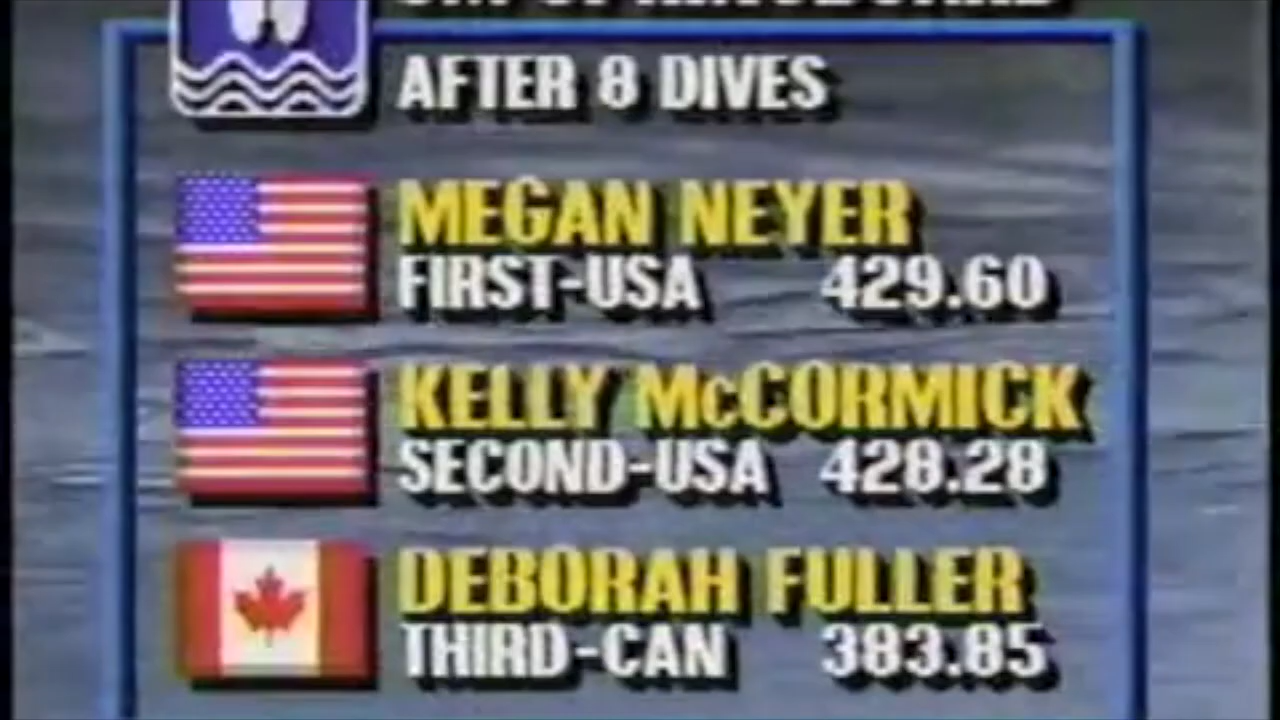 AFTER 8 DIVES
MEGAN NEYER
FIRST-USA 429.60
KELLY McCORMICK
SECOND-USA 428.28
DEBORAH FULLER
THIRD-CAN 383.85